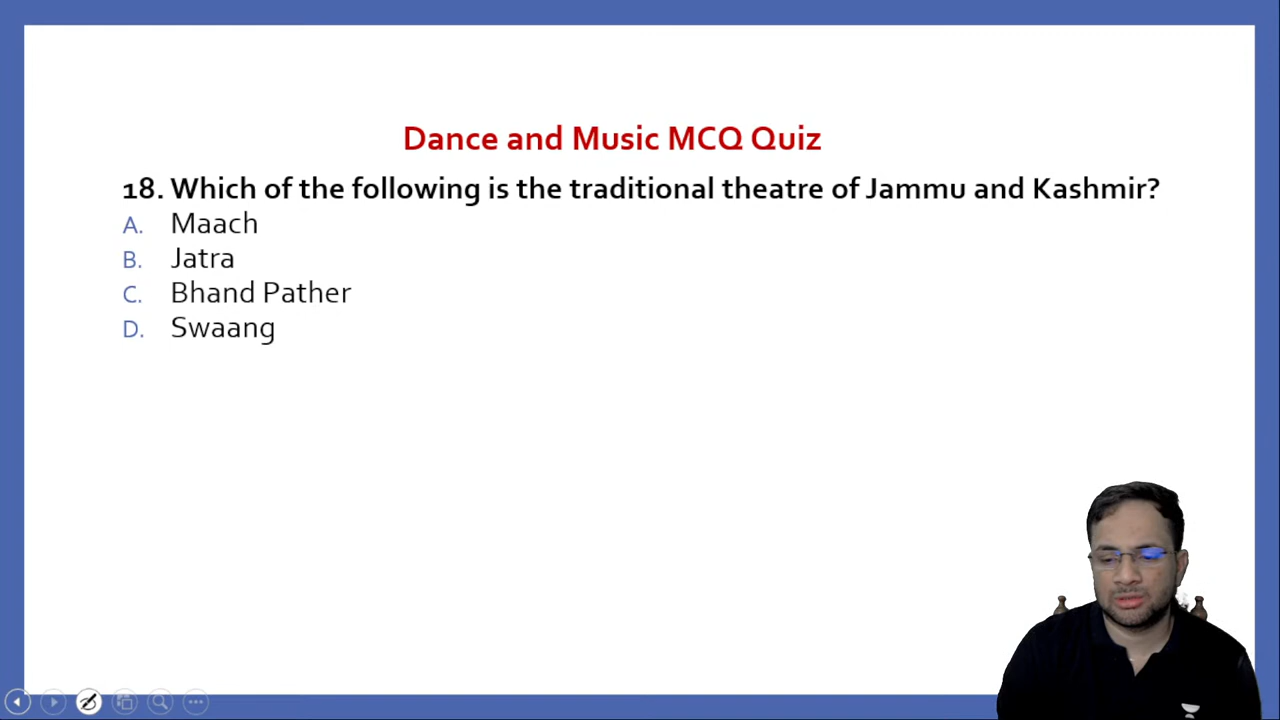 Dance and Music MCQ Quiz
18. Which of the following is the traditional theatre of Jammu and Kashmir?
A. Maach
B. Jatra
C. Bhand Pather
D. Swaang